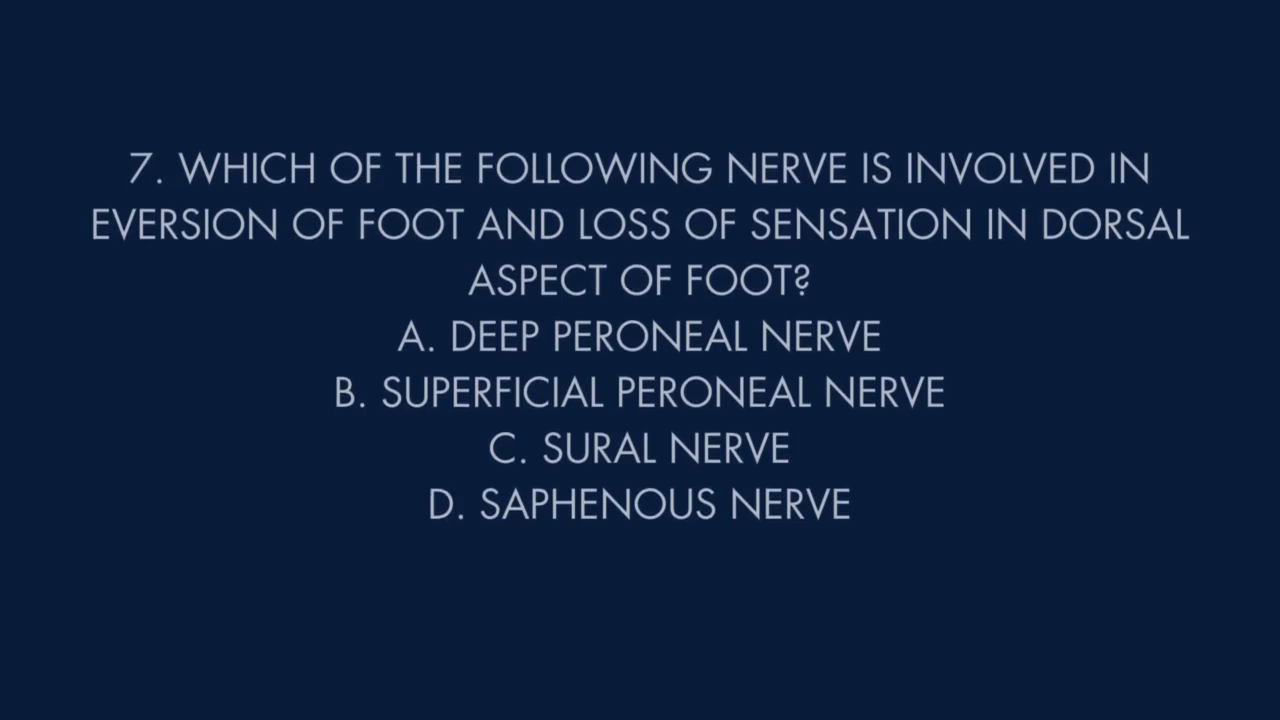 7. WHICH OF THE FOLLOWING NERVE IS INVOLVED IN
EVERSION OF FOOT AND LOSS OF SENSATION IN DORSAL
ASPECT OF FOOT?
A. DEEP PERONEAL NERVE
B. SUPERFICIAL PERONEAL NERVE
C. SURAL NERVE
D. SAPHENOUS NERVE